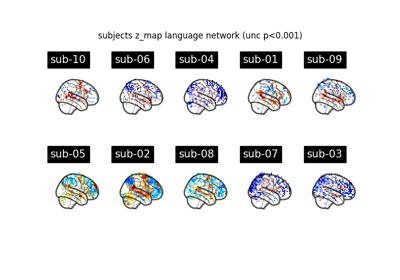 subjects z_map language network (unc p<0.001)
sub-10 sub-06 sub-04 sub-01 sub-09
sub-05 sub-02 sub-08 sub-07 sub-03